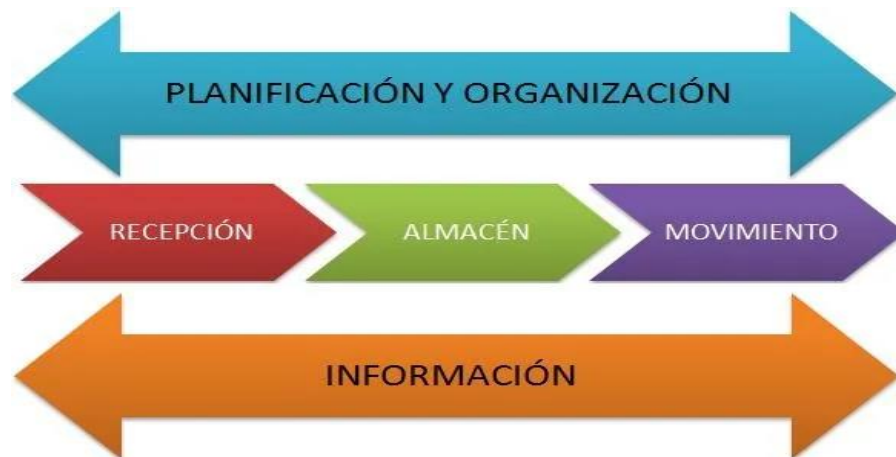 PLANIFICACIÓN Y ORGANIZACIÓN
RECEPCIÓN
ALMACÉN
MOVIMIENTO
INFORMACIÓN